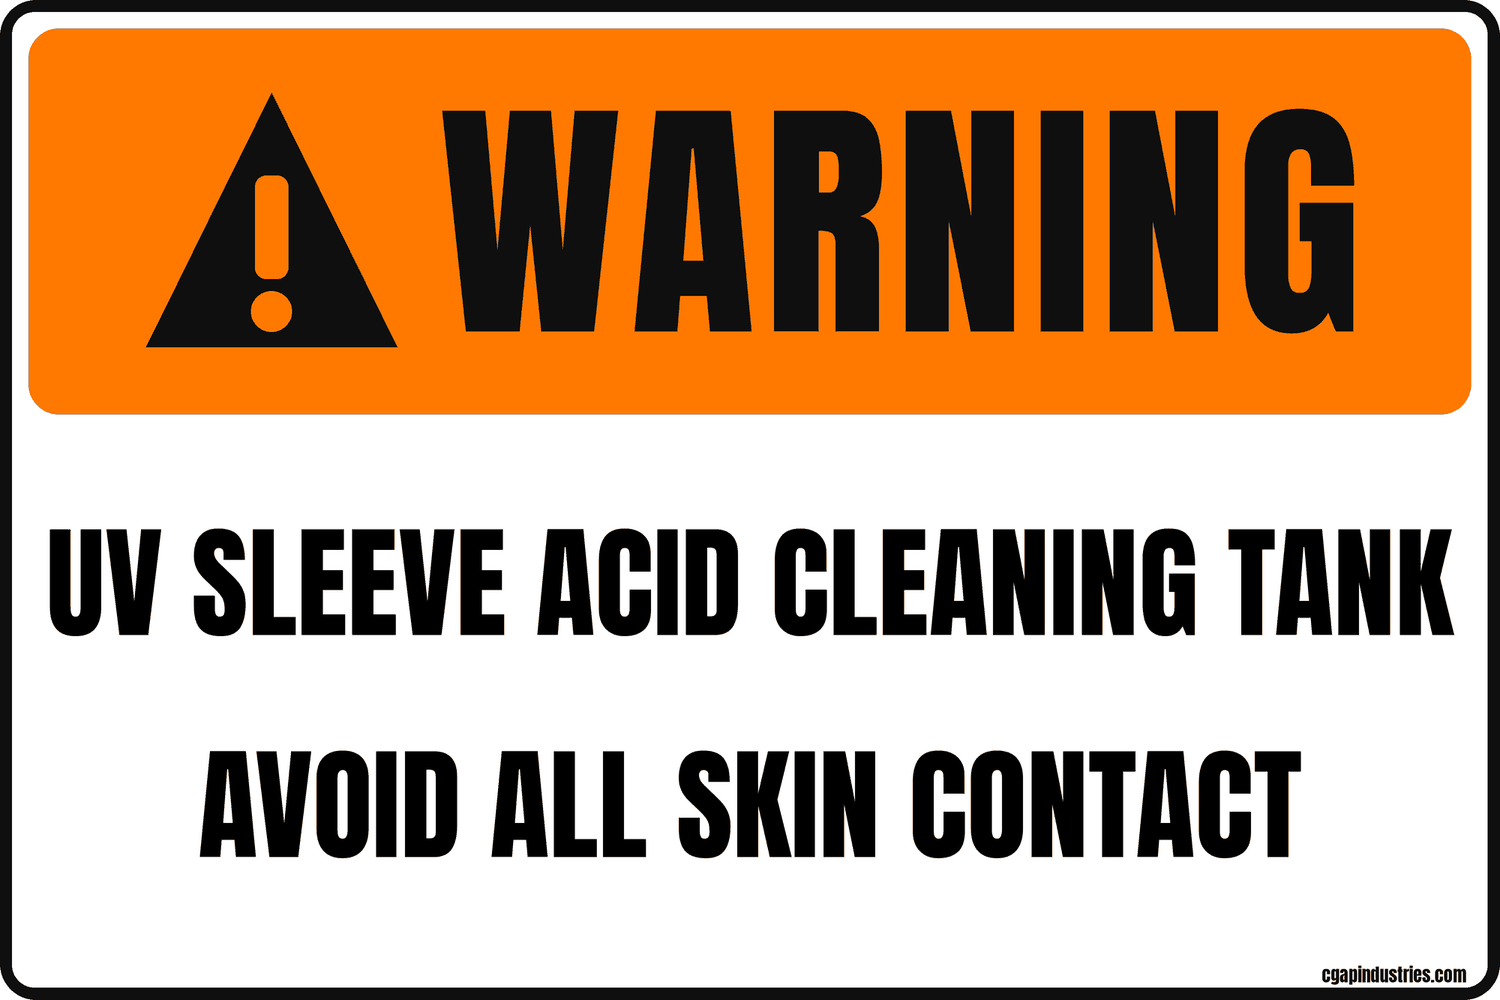 WARNING
UV SLEEVE ACID CLEANING TANK
AVOID ALL SKIN CONTACT
cgapindustries.com